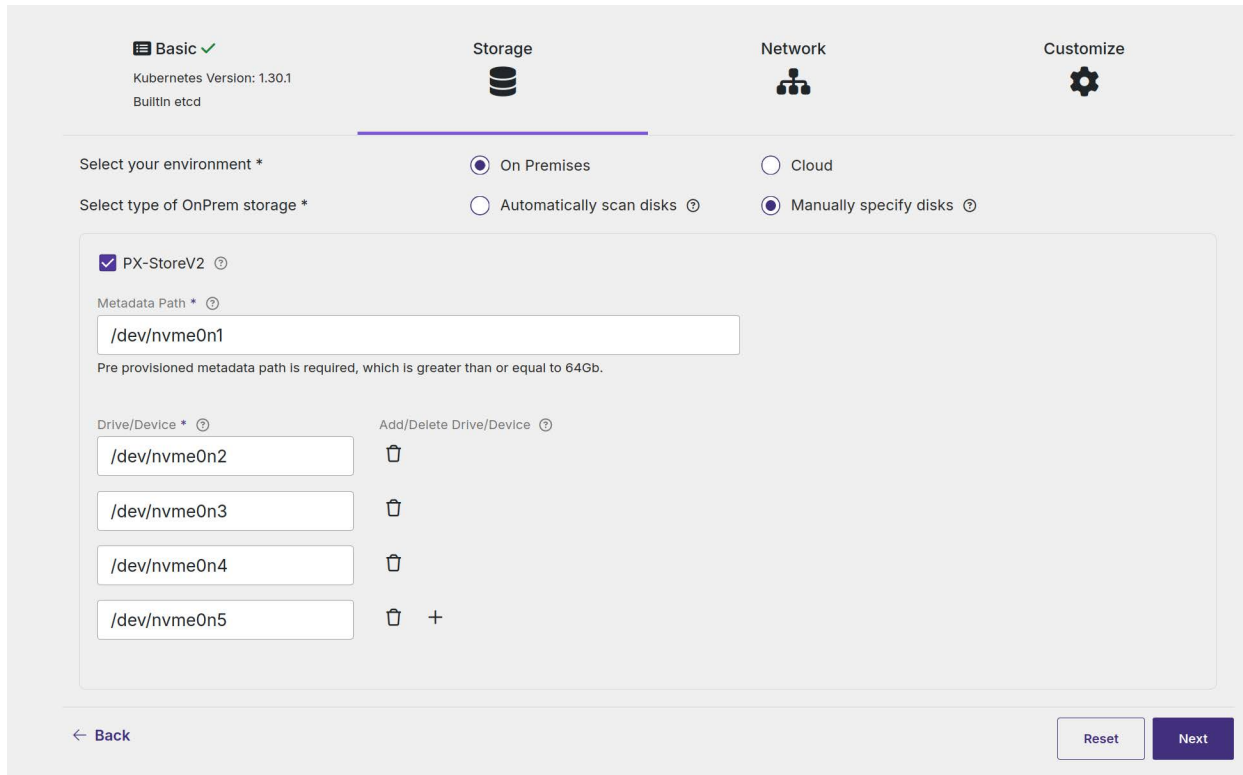 Basic
Kubernetes Version: 1.30.1
BuiltIn etcd
Storage
Network
Customize
Select your environment *
On Premises
Cloud
Select type of OnPrem storage *
Automatically scan disks
Manually specify disks
PX-StoreV2
Metadata Path *
/dev/nvme0n1
Pre provisioned metadata path is required, which is greater than or equal to 64Gb.
Drive/Device *
Add/Delete Drive/Device
/dev/nvme0n2
/dev/nvme0n3
/dev/nvme0n4
/dev/nvme0n5
Back
Reset
Next